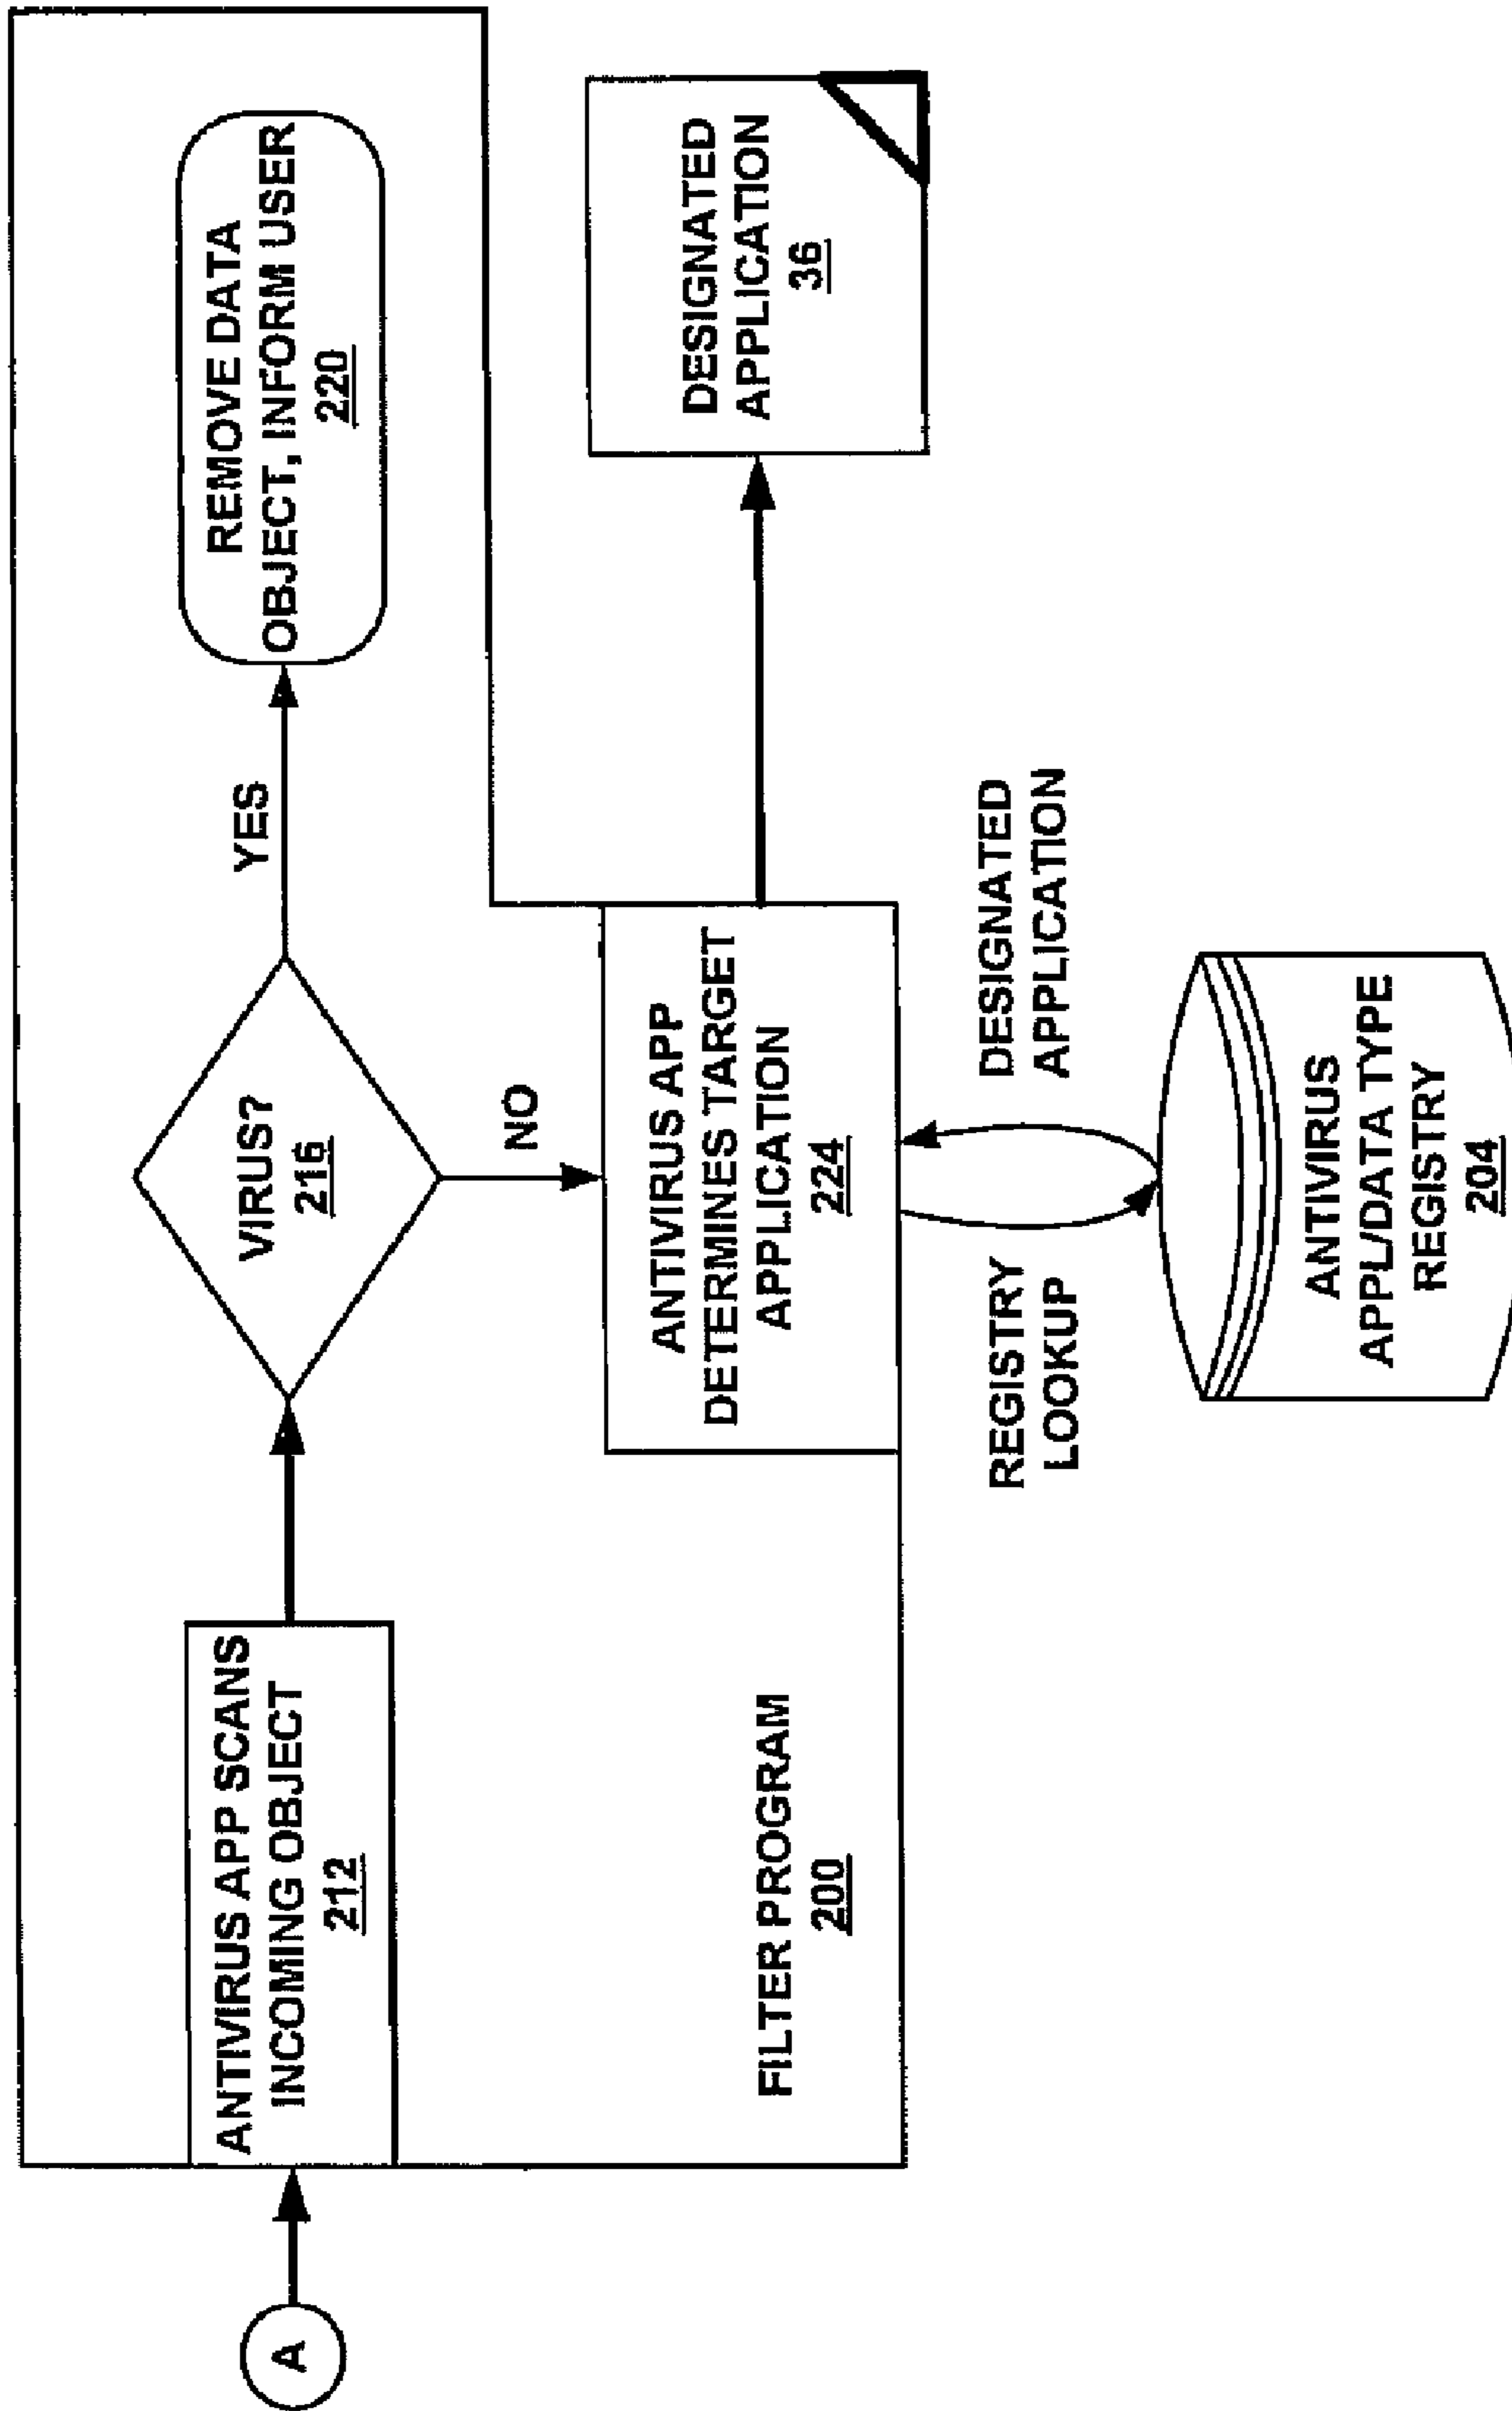 A
ANTIVIRUS APP SCANS
INCOMING OBJECT
212
VIRUS?
216
YES
REMOVE DATA
OBJECT, INFORM USER
220
NO
FILTER PROGRAM
200
ANTIVIRUS APP
DETERMINES TARGET
APPLICATION
224
DESIGNATED
APPLICATION
36
REGISTRY
LOOKUP
DESIGNATED
APPLICATION
ANTIVIRUS
APPL/DATA TYPE
REGISTRY
204